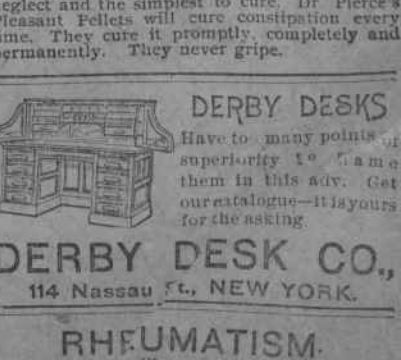 neglect and the simplest to cure. Dr Pierce's
Pleasant Pellets will cure constipation every
time. They cure it promptly, completely and
permanently. They never gripe.
DERBY DESKS
Have to many points of
superiority to name
them in this adv. Get
our catalogue—it is yours
for the asking
DERBY DESK CO.,
114 Nassau St., NEW YORK.
RHEUMATISM.